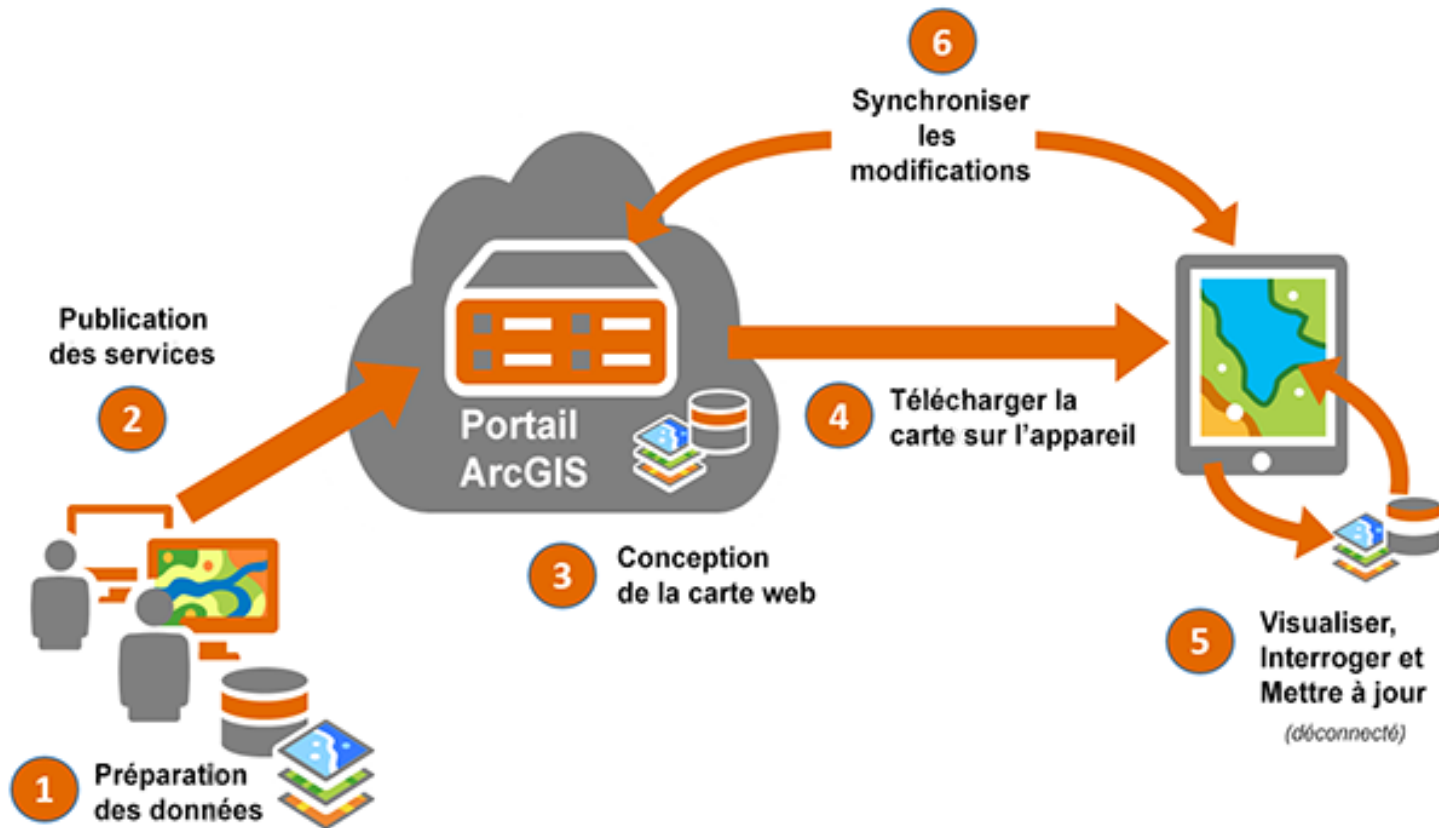 6
Synchroniser
les
modifications
Publication
des services
2
Portail
ArcGIS
4
Télécharger la
carte sur l'appareil
3
Conception
de la carte web
5
Visualiser,
Interroger et
Mettre à jour
(déconnecté)
1
Préparation
des données